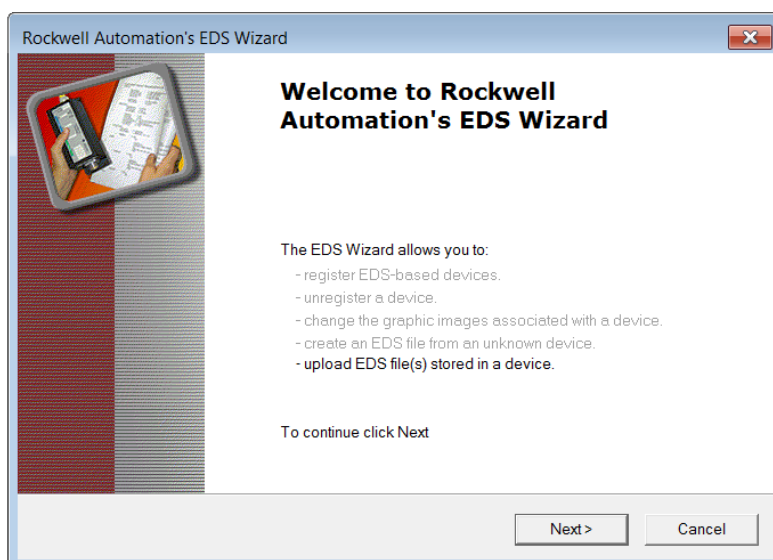 Rockwell Automation's EDS Wizard
Welcome to Rockwell
Automation's EDS Wizard
The EDS Wizard allows you to:
- register EDS-based devices.
- unregister a device.
- change the graphic images associated with a device.
- create an EDS file from an unknown device.
- upload EDS file(s) stored in a device.
To continue click Next
Next>
Cancel